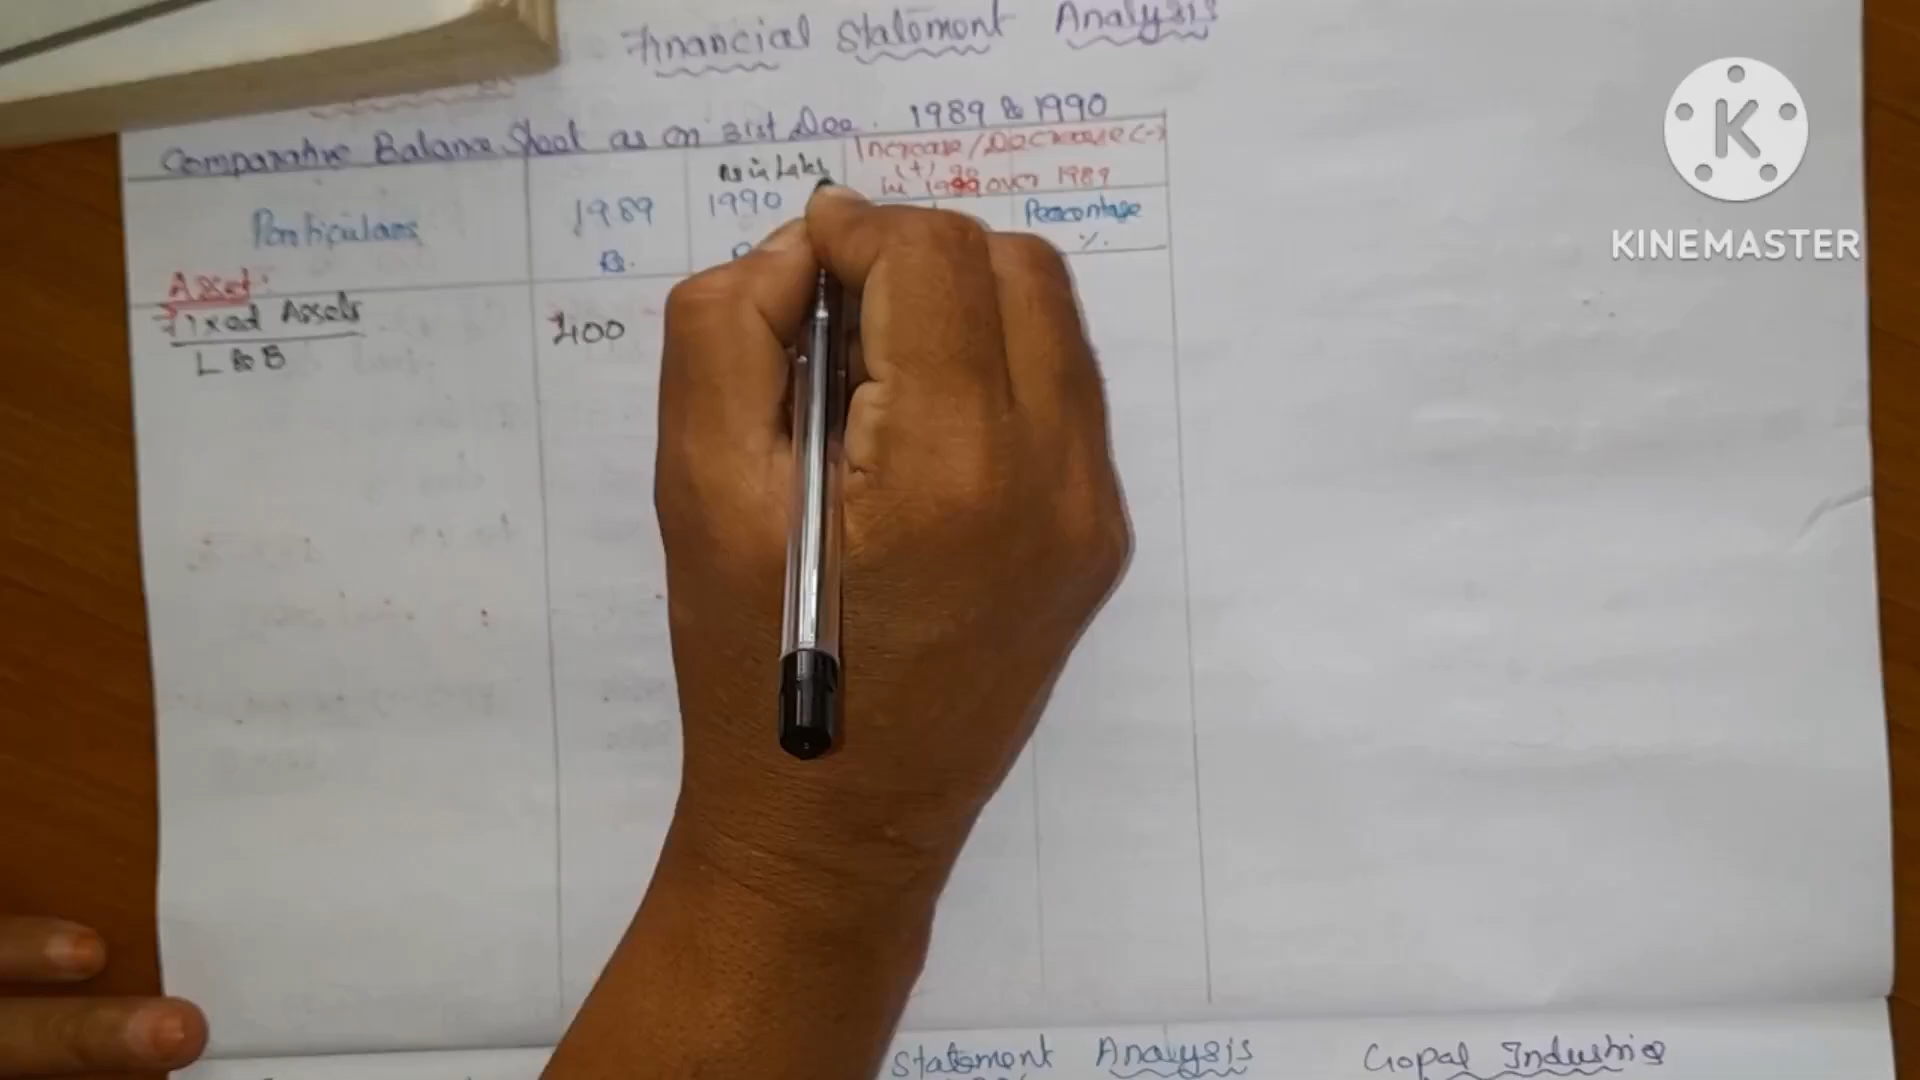 Financial Statement Analysis
Comparative Balance Sheet as on 31st Dec. 1989 & 1990
Particulars
1989
Rs.
Rs in Lakhs
1990
Increase / Decrease (-)
(+)
in 1990 over 1989
Percentage
%.
Asset:
Fixed Assets
L & B
400
K
KINEMASTER
Statement Analysis
Gopal Industries